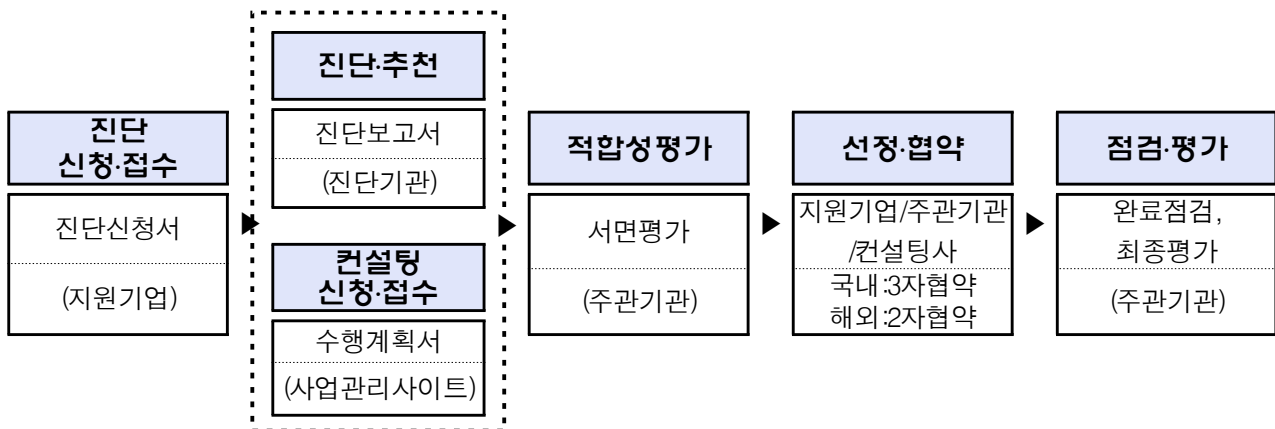 진단
신청·접수
진단신청서
(지원기업)
진단·추천
진단보고서
(진단기관)
컨설팅
신청·접수
수행계획서
(사업관리사이트)
적합성평가
서면평가
(주관기관)
선정·협약
지원기업/주관기관
/컨설팅사
국내:3자협약
해외:2자협약
점검·평가
완료점검,
최종평가
(주관기관)